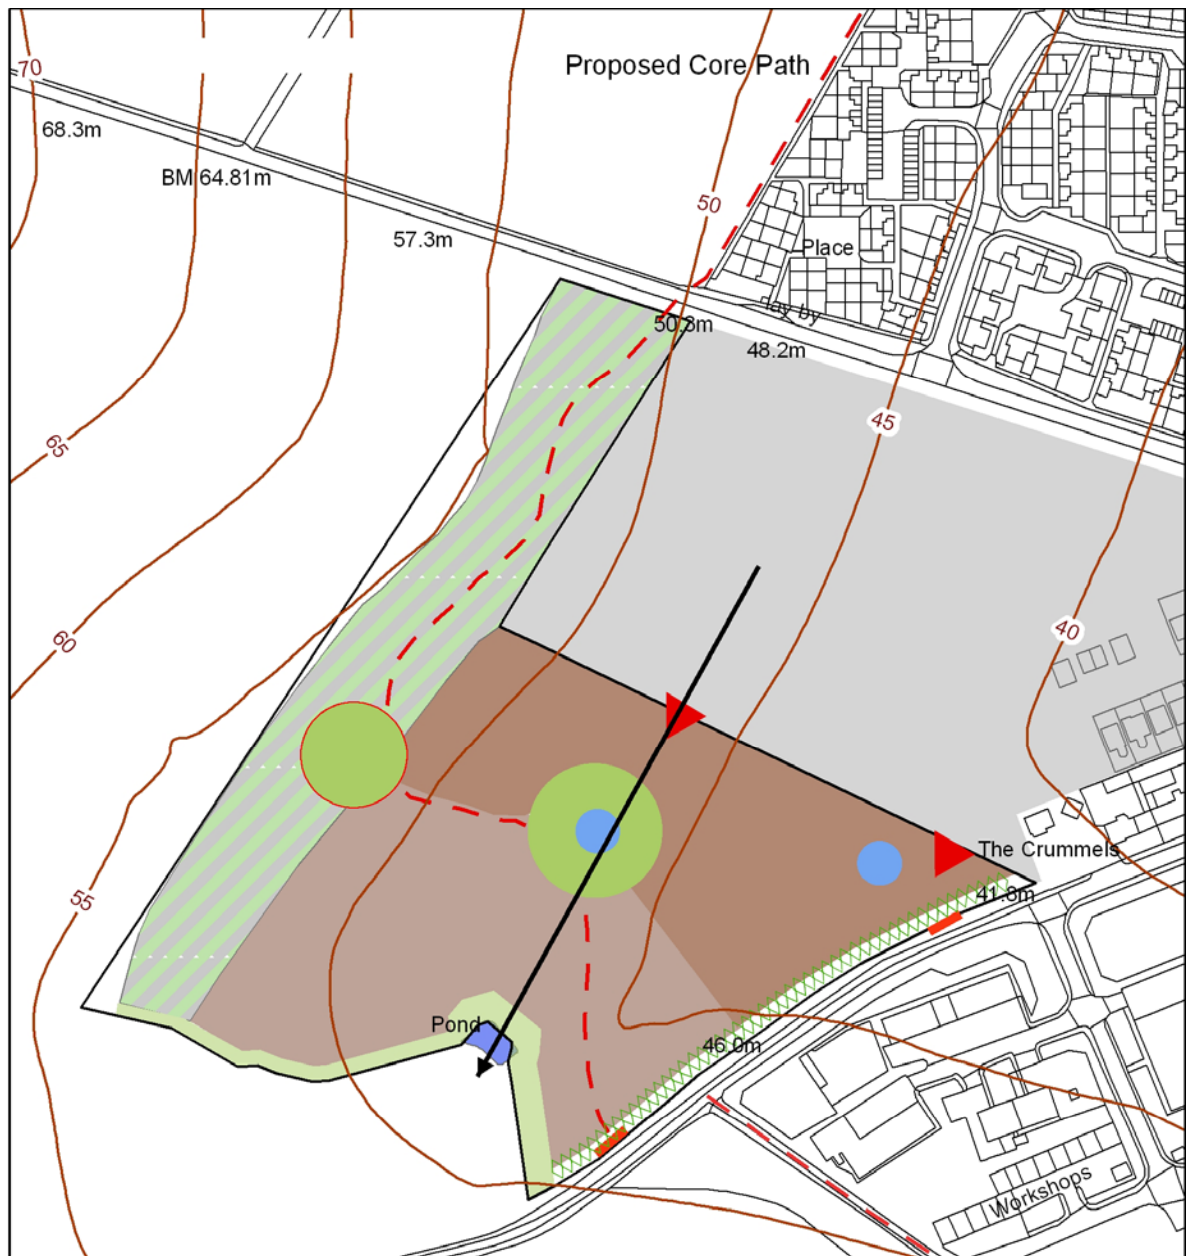 Proposed Core Path
70
68.3m
BM 64.81m
50
57.3m
Place
lay by
50.3m
48.2m
45
65
60
40
The Crummels
41.8m
55
Pond
46.0m
Workshops